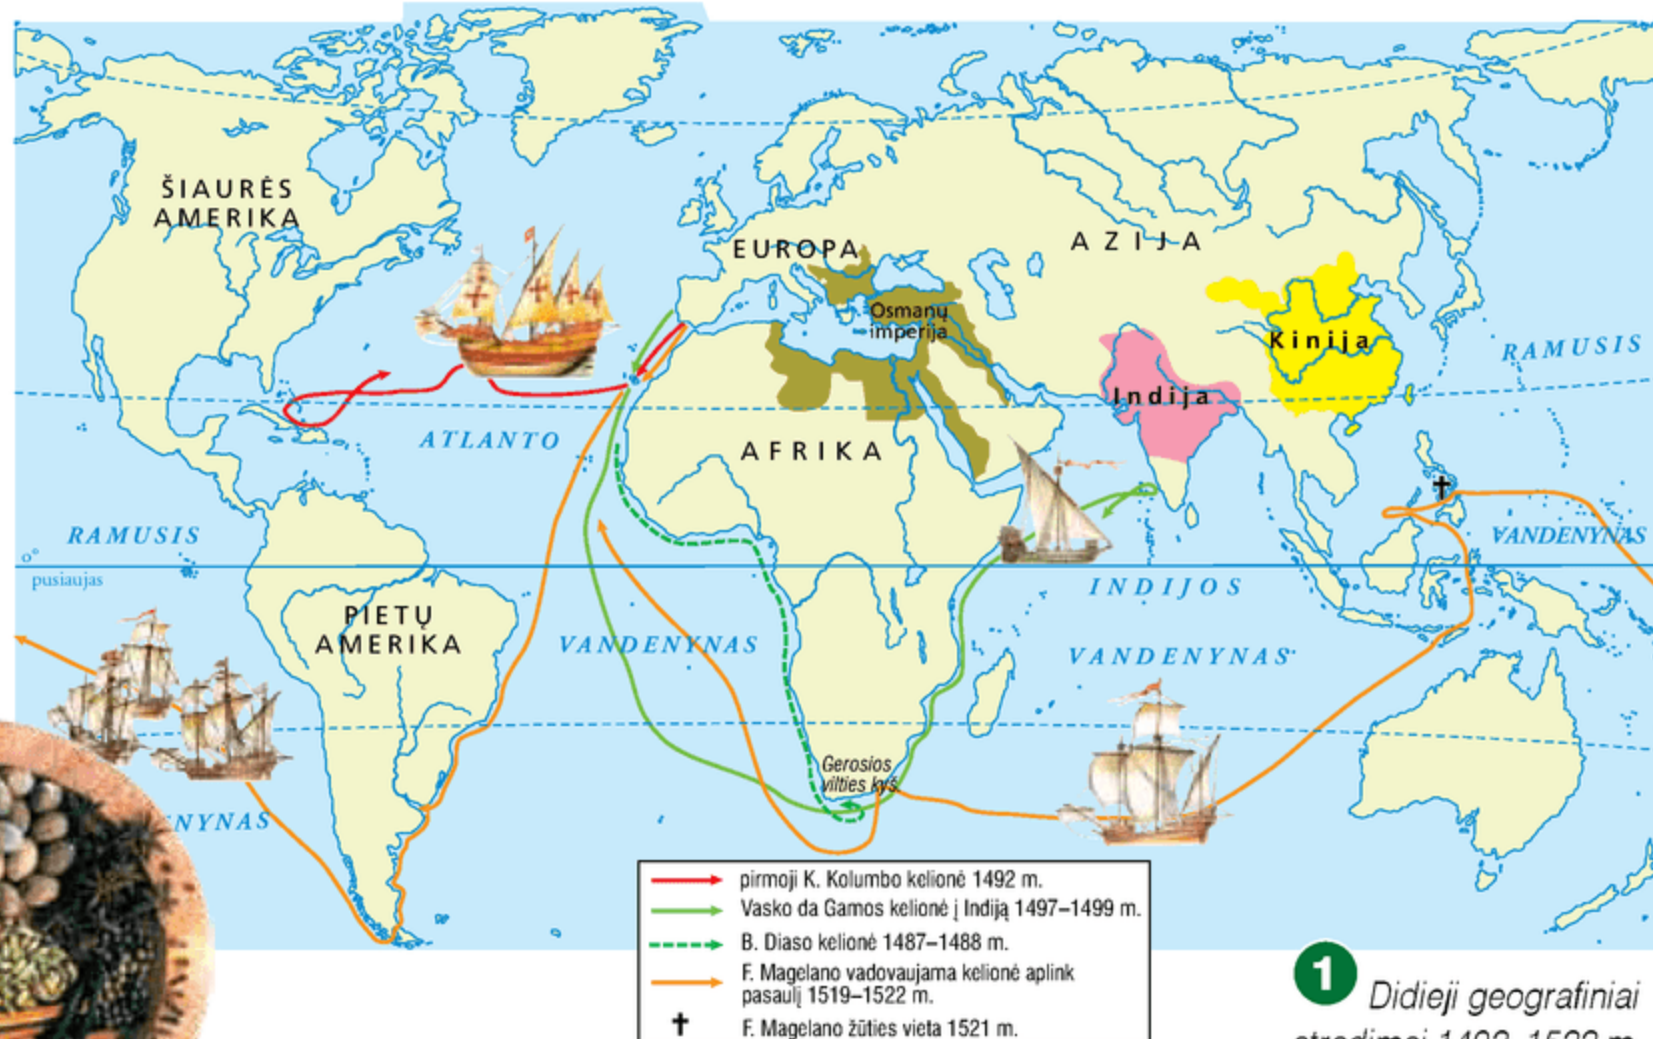 ŠIAURĖS
AMERIKA
EUROPA
AZIJA
Osmanų
imperija
Kinija
RAMUSIS
Indija
ATLANTO
AFRIKA
RAMUSIS
VANDENYNAS
0°
pusiaujas
INDIJOS
PIETŲ
AMERIKA
VANDENYNAS
VANDENYNAS
Gerosios
vilties kyš.
ENYNAS
pirmoji K. Kolumbo kelionė 1492 m.
Vasko da Gamos kelionė į Indiją 1497–1499 m.
B. Diaso kelionė 1487–1488 m.
F. Magelano vadovaujama kelionė aplink
pasaulį 1519–1522 m.
F. Magelano žūties vieta 1521 m.
1
Didieji geografiniai